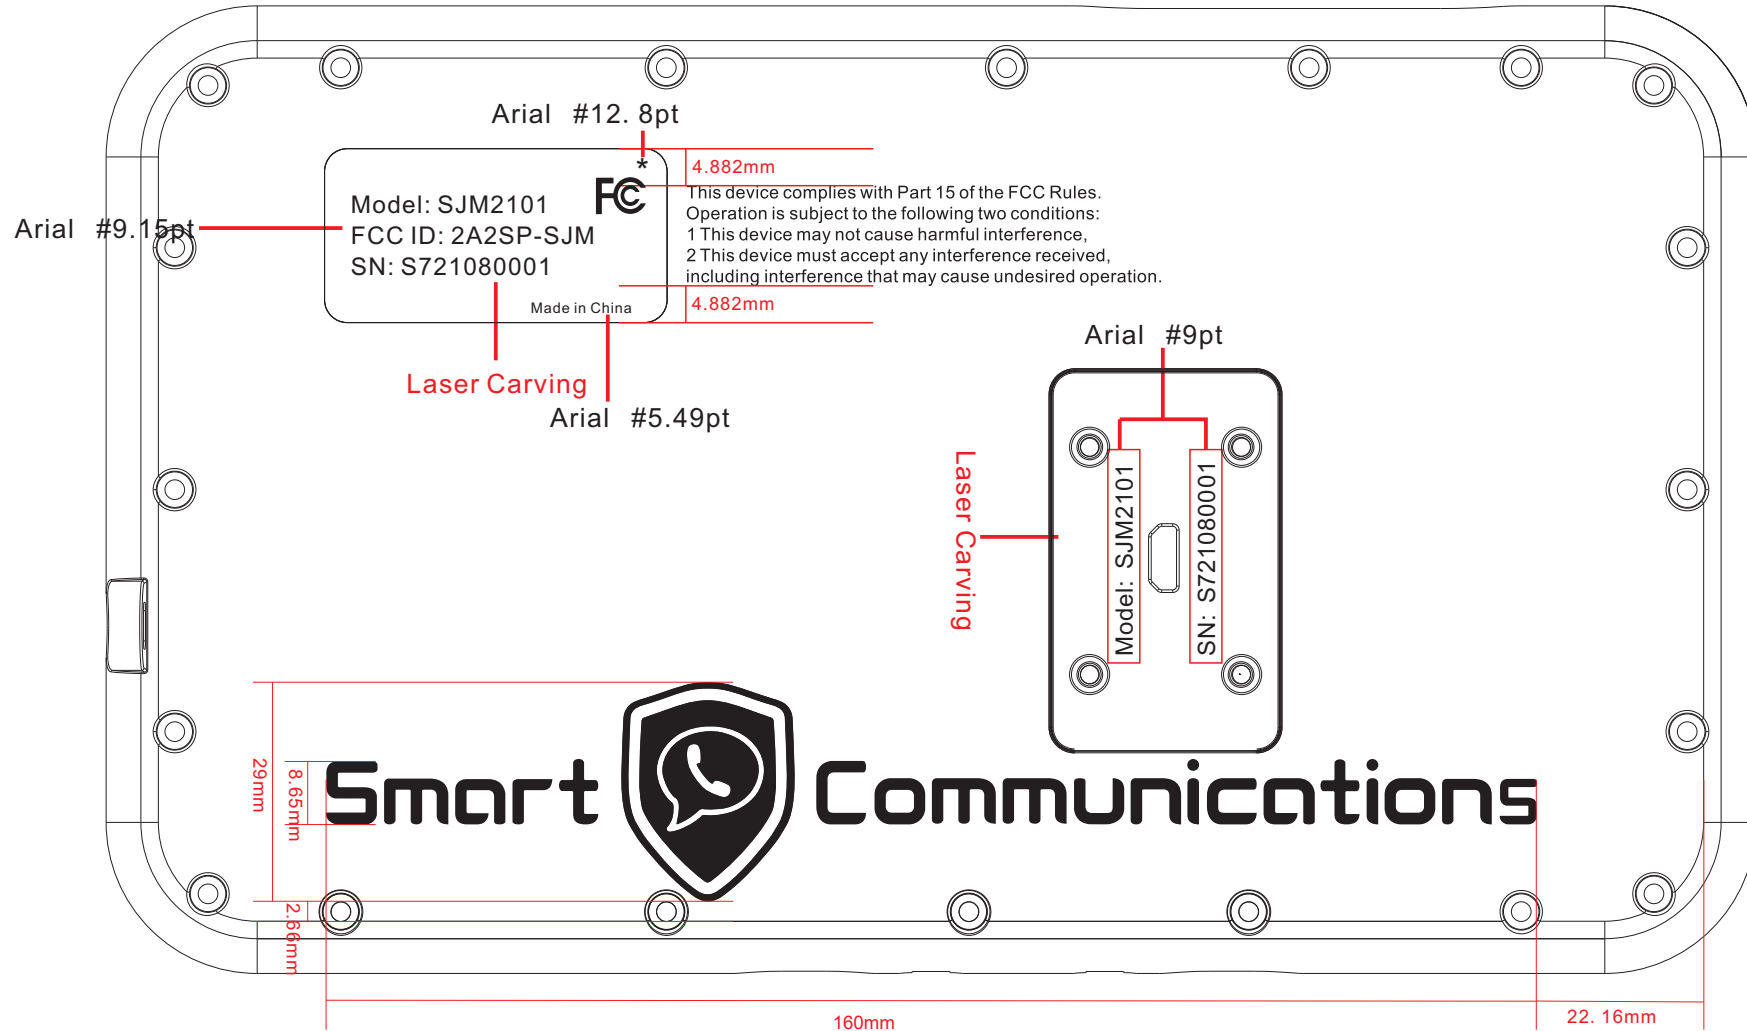 Arial #12. 8pt
*
FC
4.882mm
Model: SJM2101
FCC ID: 2A2SP-SJM
SN: S721080001
Made in China
Arial #9.15pt
This device complies with Part 15 of the FCC Rules.
Operation is subject to the following two conditions:
1 This device may not cause harmful interference,
2 This device must accept any interference received,
including interference that may cause undesired operation.
4.882mm
Laser Carving
Arial #5.49pt
Arial #9pt
Laser Carving
Model: SJM2101
SN: S721080001
29mm
8.65mm
Smart Communications
2.66mm
160mm
22. 16mm